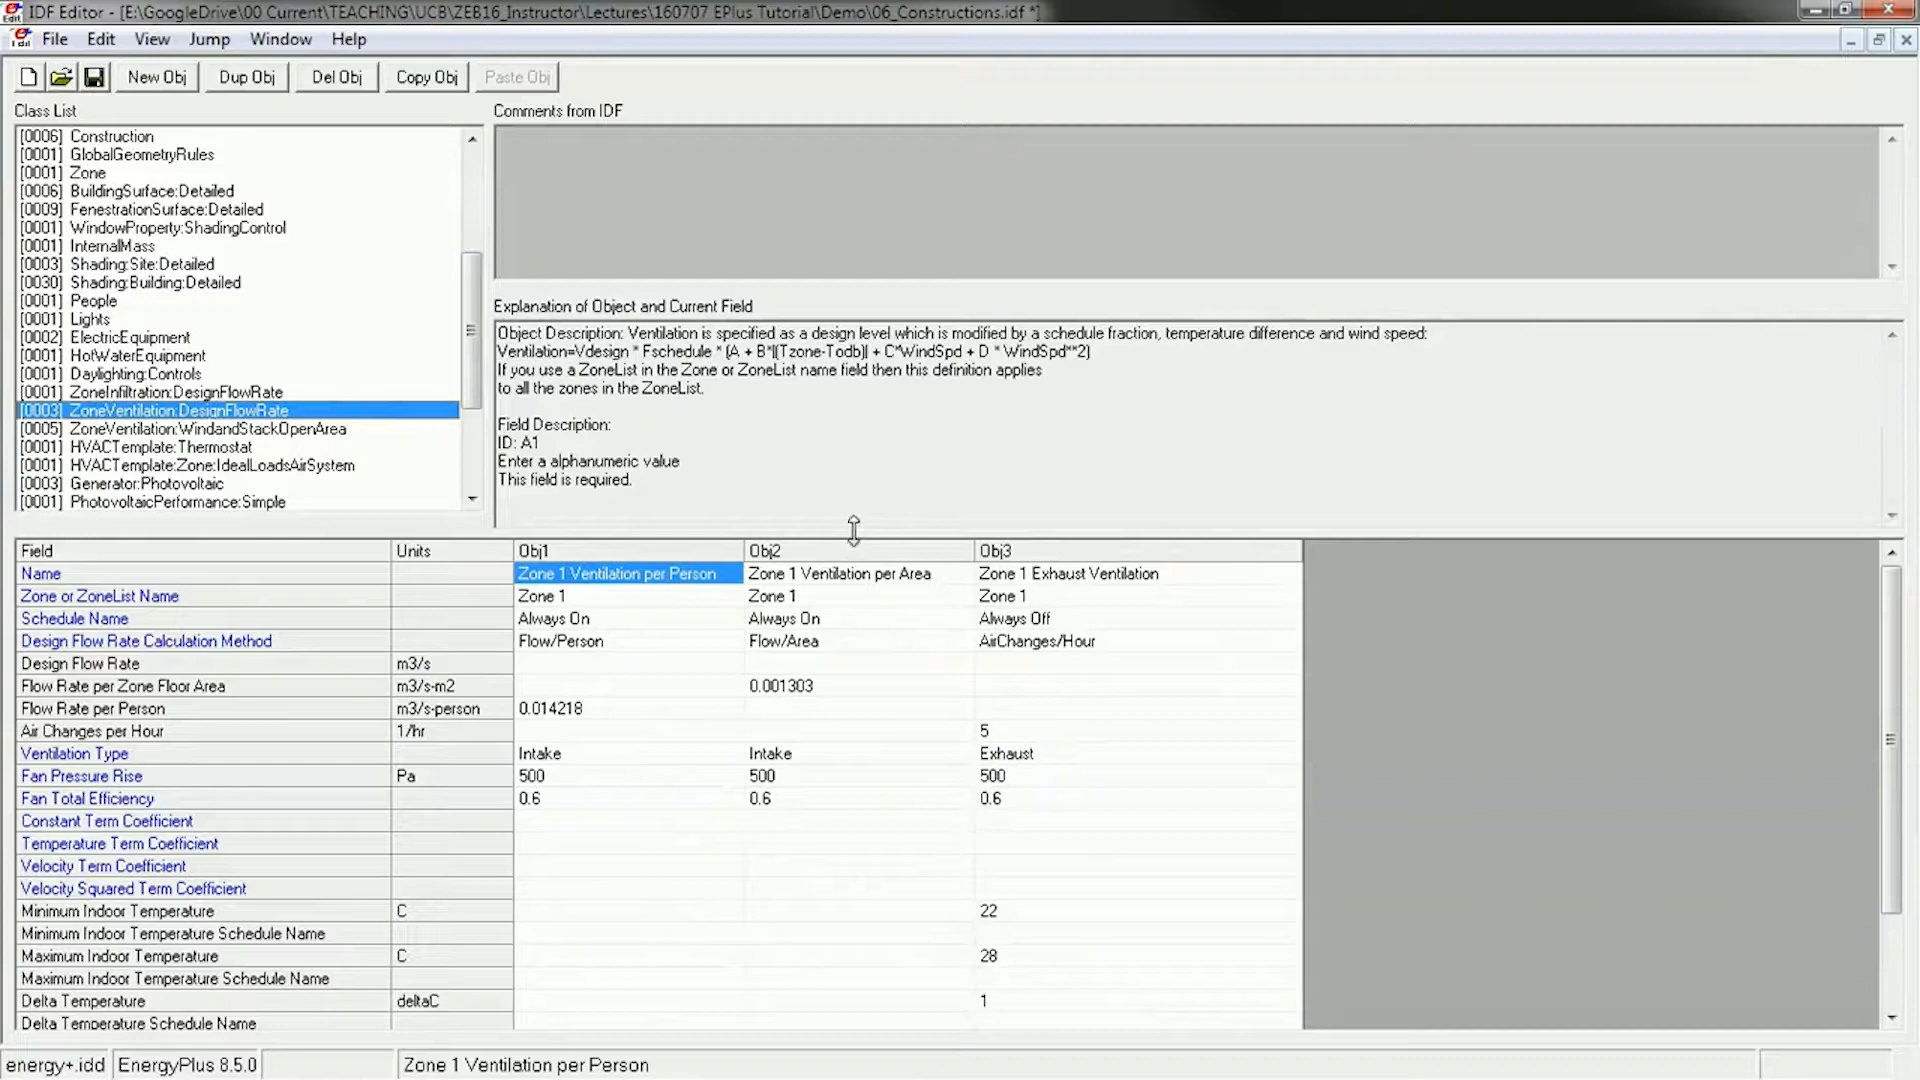 IDF Editor - [E:\GoogleDrive\00 Current\TEACHING\UCB\ZEB16_Instructor\Lectures\160707 EPlus Tutorial\Demo\06_Constructions.idf *]
File Edit View Jump Window Help
New Obj Dup Obj Del Obj Copy Obj Paste Obj
Class List
Comments from IDF
[0006] Construction
[0001] GlobalGeometryRules
[0001] Zone
[0006] BuildingSurface:Detailed
[0009] FenestrationSurface:Detailed
[0001] WindowProperty:ShadingControl
[0001] InternalMass
[0003] Shading:Site:Detailed
[0030] Shading:Building:Detailed
[0001] People
[0001] Lights
[0002] ElectricEquipment
[0001] HotWaterEquipment
[0001] Daylighting:Controls
[0001] ZoneInfiltration:DesignFlowRate
[0003] ZoneVentilation:DesignFlowRate
[0005] ZoneVentilation:WindandStackOpenArea
[0001] HVACTemplate:Thermostat
[0001] HVACTemplate:Zone:IdealLoadsAirSystem
[0003] Generator:Photovoltaic
[0001] PhotovoltaicPerformance:Simple
Explanation of Object and Current Field
Object Description: Ventilation is specified as a design level which is modified by a schedule fraction, temperature difference and wind speed:
Ventilation=Vdesign * Fschedule * (A + B*|(Tzone-Todb)| + C*WindSpd + D * WindSpd**2)
If you use a ZoneList in the Zone or ZoneList name field then this definition applies
to all the zones in the ZoneList.
Field Description:
ID: A1
Enter a alphanumeric value
This field is required.
Field Units Obj1 Obj2 Obj3
Name Zone 1 Ventilation per Person Zone 1 Ventilation per Area Zone 1 Exhaust Ventilation
Zone or ZoneList Name Zone 1 Zone 1 Zone 1
Schedule Name Always On Always On Always Off
Design Flow Rate Calculation Method Flow/Person Flow/Area AirChanges/Hour
Design Flow Rate m3/s
Flow Rate per Zone Floor Area m3/s-m2 0.001303
Flow Rate per Person m3/s-person 0.014218
Air Changes per Hour 1/hr 5
Ventilation Type Intake Intake Exhaust
Fan Pressure Rise Pa 500 500 500
Fan Total Efficiency 0.6 0.6 0.6
Constant Term Coefficient
Temperature Term Coefficient
Velocity Term Coefficient
Velocity Squared Term Coefficient
Minimum Indoor Temperature C 22
Minimum Indoor Temperature Schedule Name
Maximum Indoor Temperature C 28
Maximum Indoor Temperature Schedule Name
Delta Temperature deltaC 1
Delta Temperature Schedule Name
energy+.idd EnergyPlus 8.5.0 Zone 1 Ventilation per Person